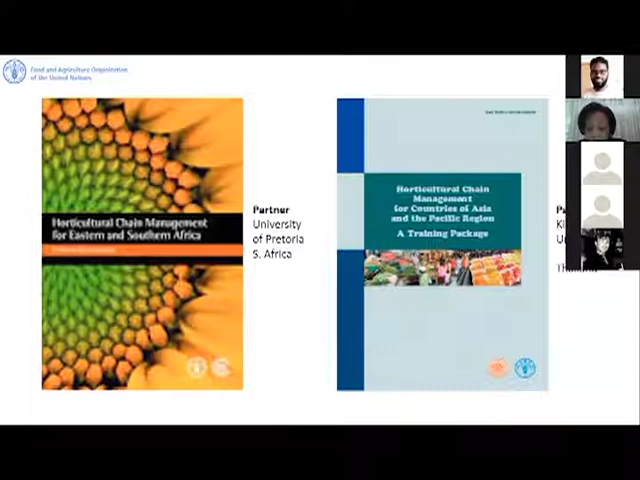 Food and Agriculture Organization
of the United Nations
Horticultural Chain Management
for Eastern and Southern Africa
Partner
University
of Pretoria
S. Africa
Horticultural Chain
Management
for Countries of Asia
and the Pacific Region
A Training Package